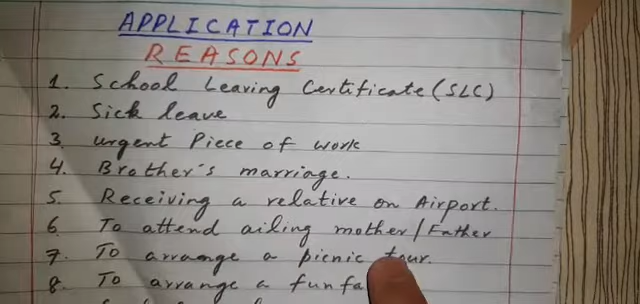 APPLICATION
REASONS
1. School Leaving Certificate (SLC)
2. Sick leave
3. urgent Piece of work
4. Brother's marriage.
5. Receiving a relative on Airport.
6. To attend ailing mother/Father
7. To arrange a picnic tour.
8. To arrange a funfa